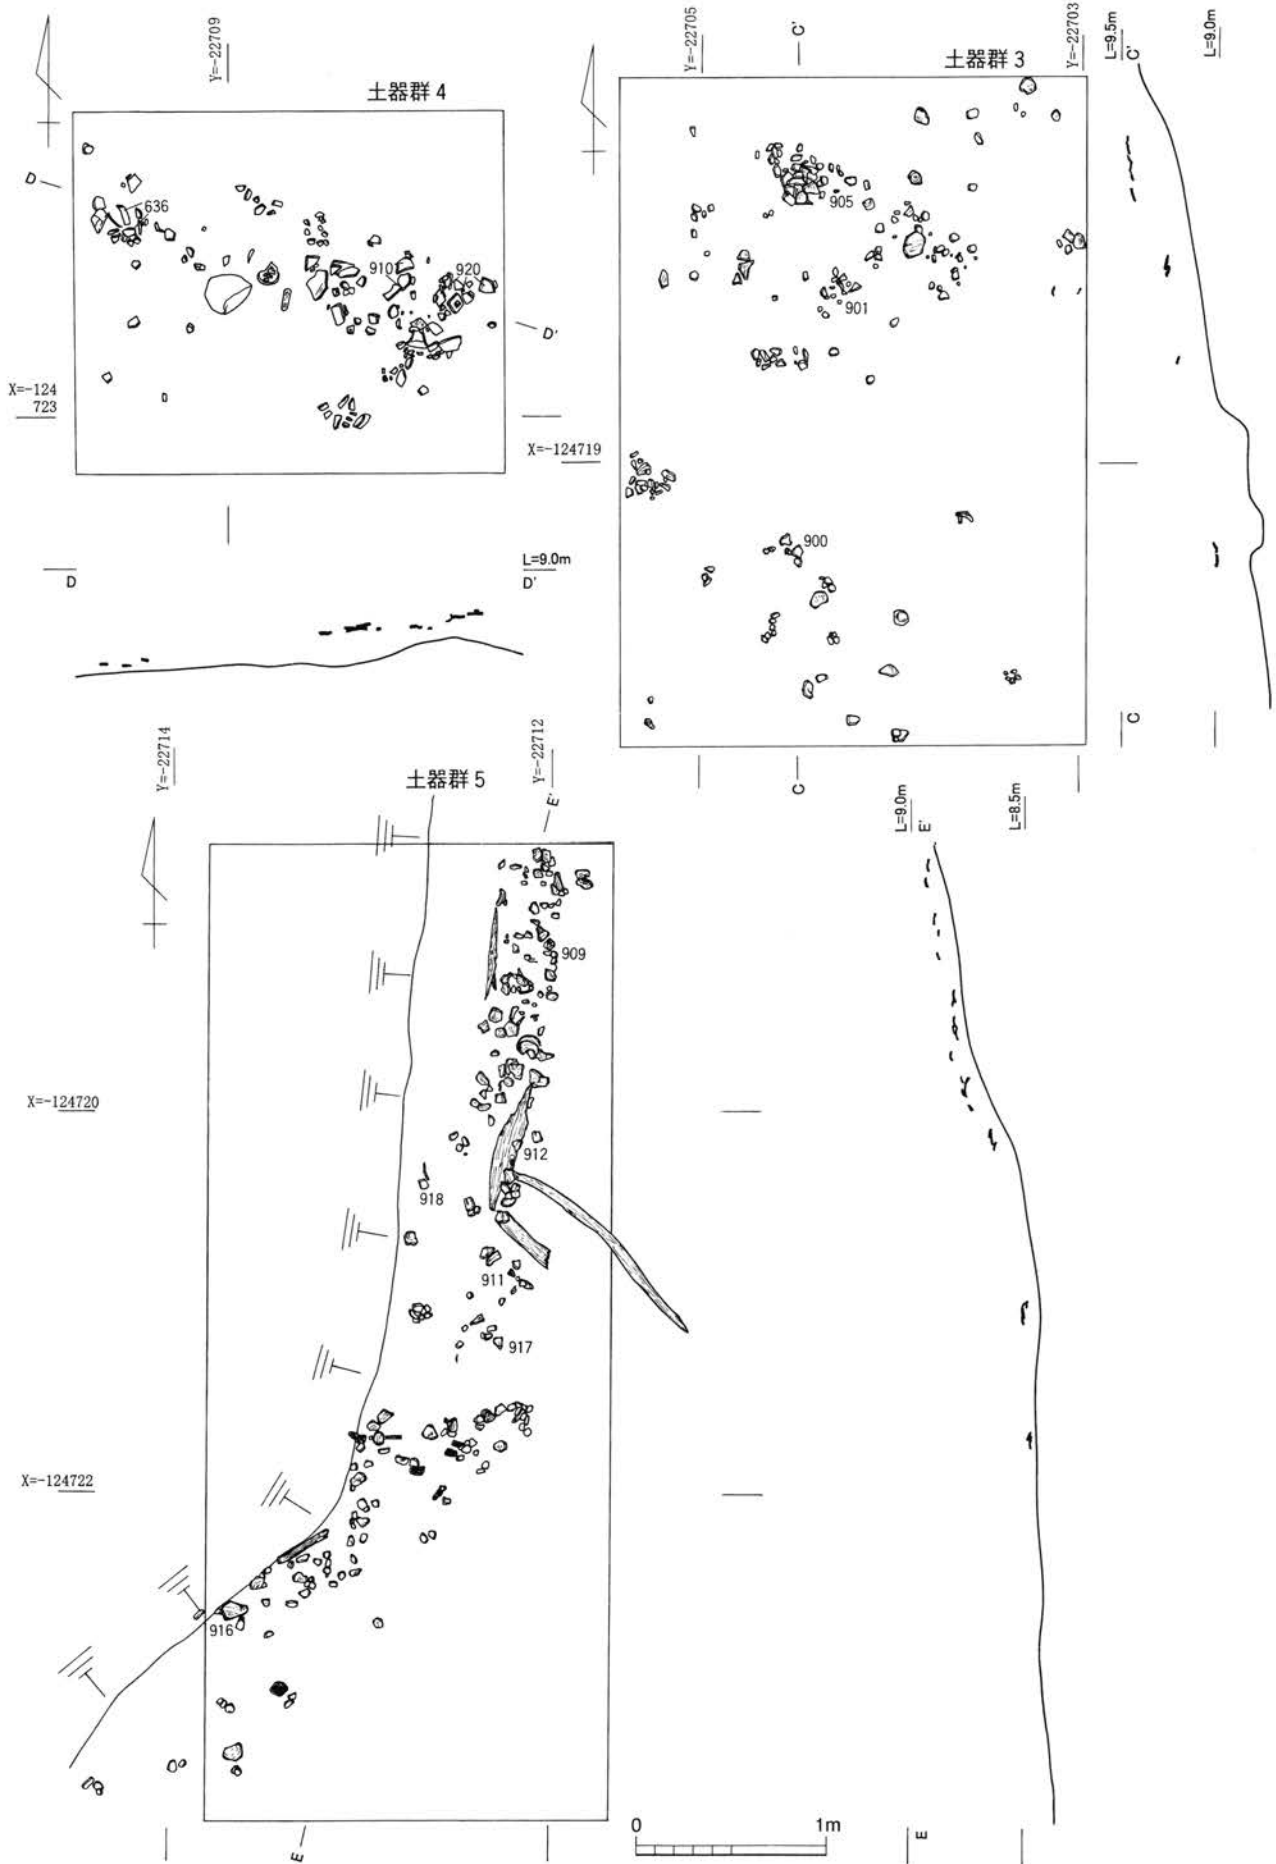 Y=-22709
土器群 4
D
636
910
920
D'
X=-124
723
X=-124719
D
L=9.0m
D'
Y=-22705
C'
土器群 3
Y=-22703
L=9.5m
C'
L=9.0m
905
901
900
C
C
Y=-22714
土器群 5
Y=-22712
E'
L=9.0m
E'
L=8.5m
909
X=-124720
912
918
911
917
X=-124722
916
E
0
1m
E